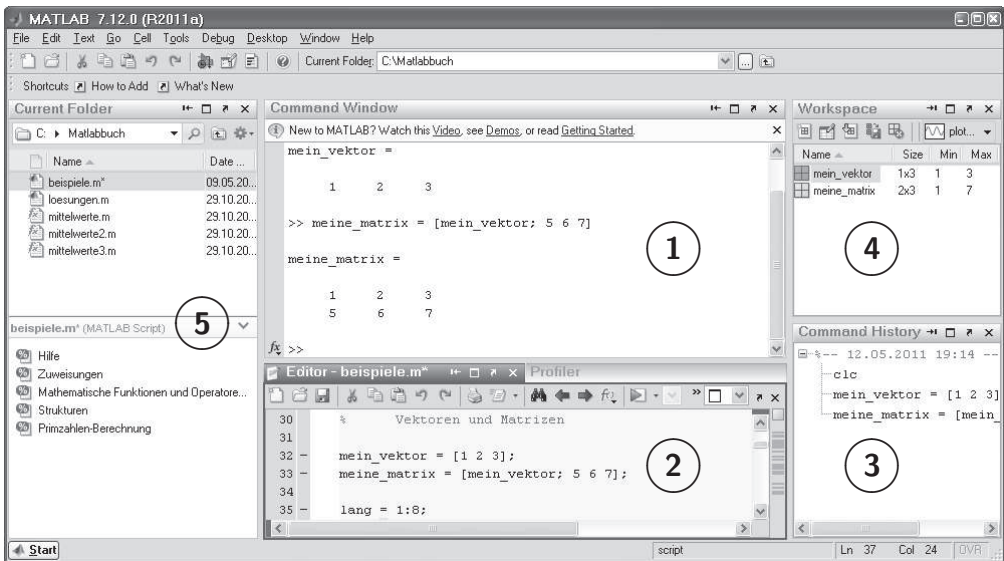 MATLAB 7.12.0 (R2011a)
File Edit Text Go Cell Tools Debug Desktop Window Help
Current Folder: C:\Matlabbuch
Shortcuts How to Add What's New
Current Folder
C: Matlabbuch
Name Date ...
beispiele.m* 09.05.20...
loesungen.m 29.10.20...
mittelwerte.m 29.10.20...
mittelwerte2.m 29.10.20...
mittelwerte3.m 29.10.20...
5
beispiele.m* (MATLAB Script)
Hilfe
Zuweisungen
Mathematische Funktionen und Operatore...
Strukturen
Primzahlen-Berechnung
Command Window
New to MATLAB? Watch this Video, see Demos, or read Getting Started.
mein_vektor =
1 2 3
>> meine_matrix = [mein_vektor; 5 6 7]
meine_matrix =
1 2 3
5 6 7
fx >>
1
Editor - beispiele.m* Profiler
30 % Vektoren und Matrizen
31
32 – mein_vektor = [1 2 3];
33 – meine_matrix = [mein_vektor; 5 6 7];
34
35 – lang = 1:8;
2
Workspace
plot...
Name Size Min Max
mein_vektor 1x3 1 3
meine_matrix 2x3 1 7
4
Command History
%-- 12.05.2011 19:14 --
clc
mein_vektor = [1 2 3]
meine_matrix = [mein_
3
Start
script Ln 37 Col 24 OVR